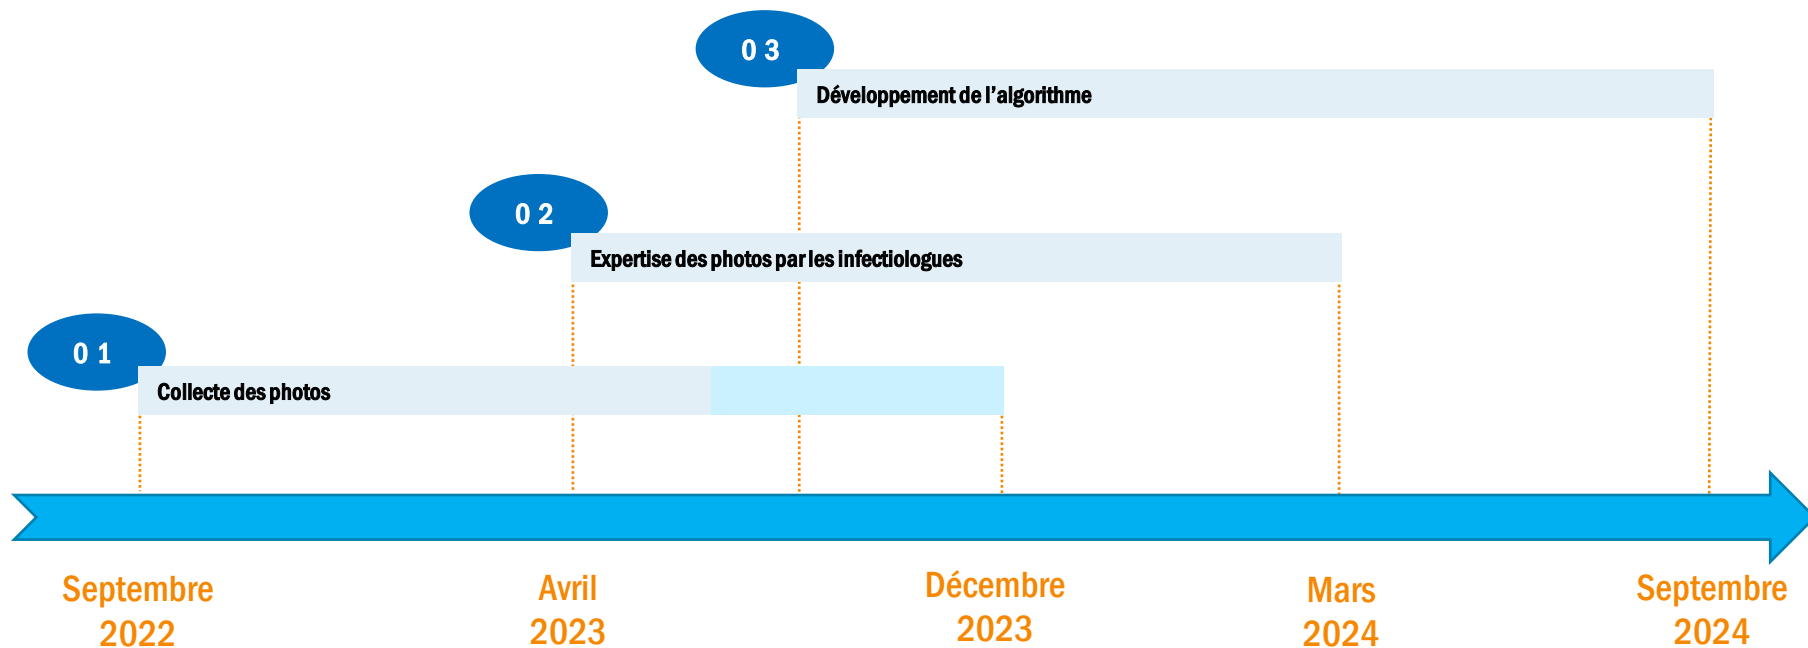 0 3
Développement de l’algorithme
0 2
Expertise des photos par les infectiologues
0 1
Collecte des photos
Septembre
2022
Avril
2023
Décembre
2023
Mars
2024
Septembre
2024